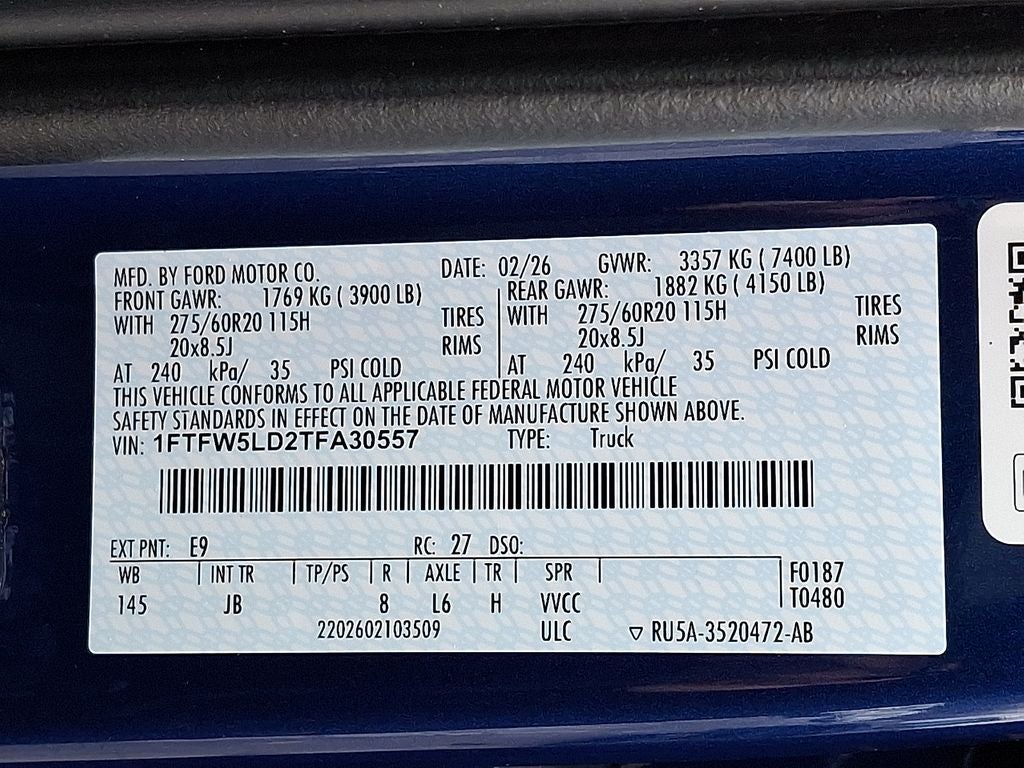 MFD. BY FORD MOTOR CO. DATE: 02/26 GVWR: 3357 KG ( 7400 LB)
FRONT GAWR: 1769 KG ( 3900 LB) REAR GAWR: 1882 KG ( 4150 LB)
WITH 275/60R20 115H TIRES WITH 275/60R20 115H TIRES
20x8.5J RIMS 20x8.5J RIMS
AT 240 kPa/ 35 PSI COLD AT 240 kPa/ 35 PSI COLD
THIS VEHICLE CONFORMS TO ALL APPLICABLE FEDERAL MOTOR VEHICLE
SAFETY STANDARDS IN EFFECT ON THE DATE OF MANUFACTURE SHOWN ABOVE.
VIN: 1FTFW5LD2TFA30557 TYPE: Truck
EXT PNT: E9 RC: 27 DSO:
WB INT TR TP/PS R AXLE TR SPR F0187
145 JB 8 L6 H VVCC T0480
2202602103509 ULC ▽ RU5A-3520472-AB